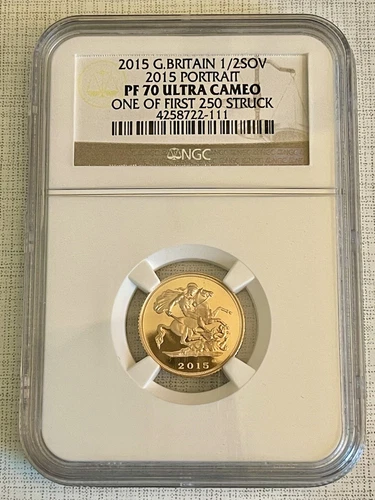 2015 G.BRITAIN 1/2SOV
2015 PORTRAIT
PF 70 ULTRA CAMEO
ONE OF FIRST 250 STRUCK
4258722-111
NGC
2015